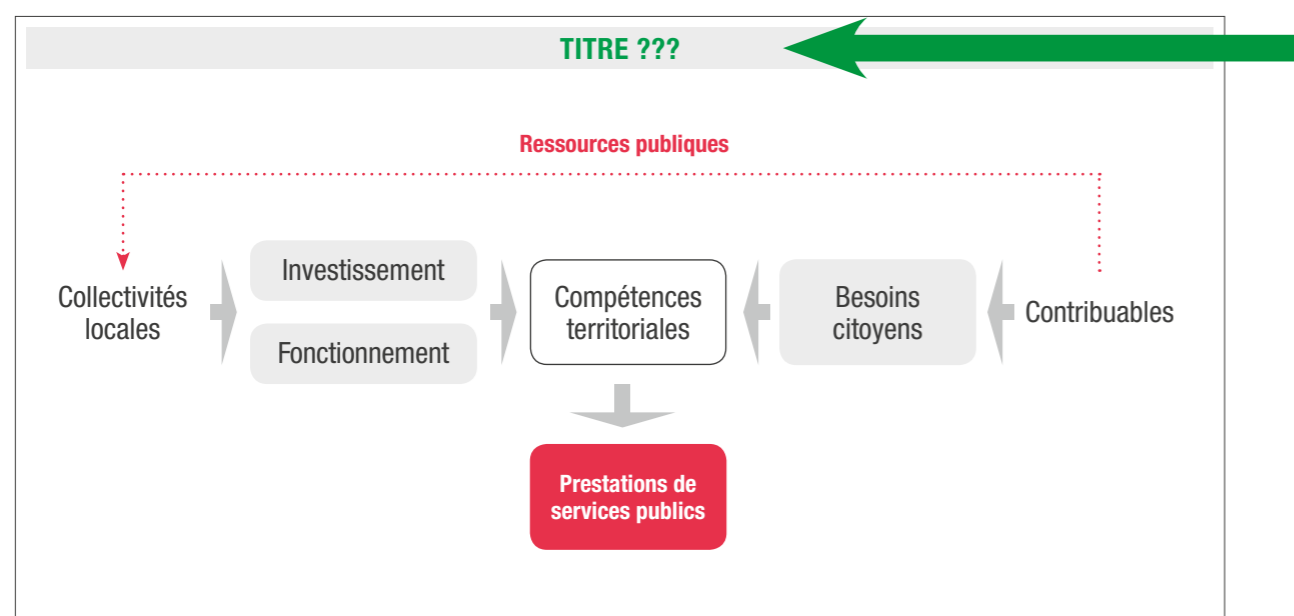 TITRE ???
Ressources publiques
Collectivités
locales
Investissement
Fonctionnement
Compétences
territoriales
Besoins
citoyens
Contribuables
Prestations de
services publics